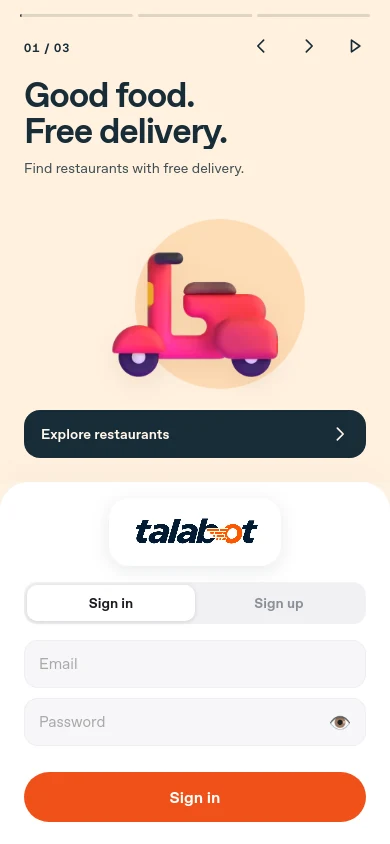 01 / 03
Good food.
Free delivery.
Find restaurants with free delivery.
Explore restaurants
talabot
Sign in
Sign up
Email
Password
Sign in